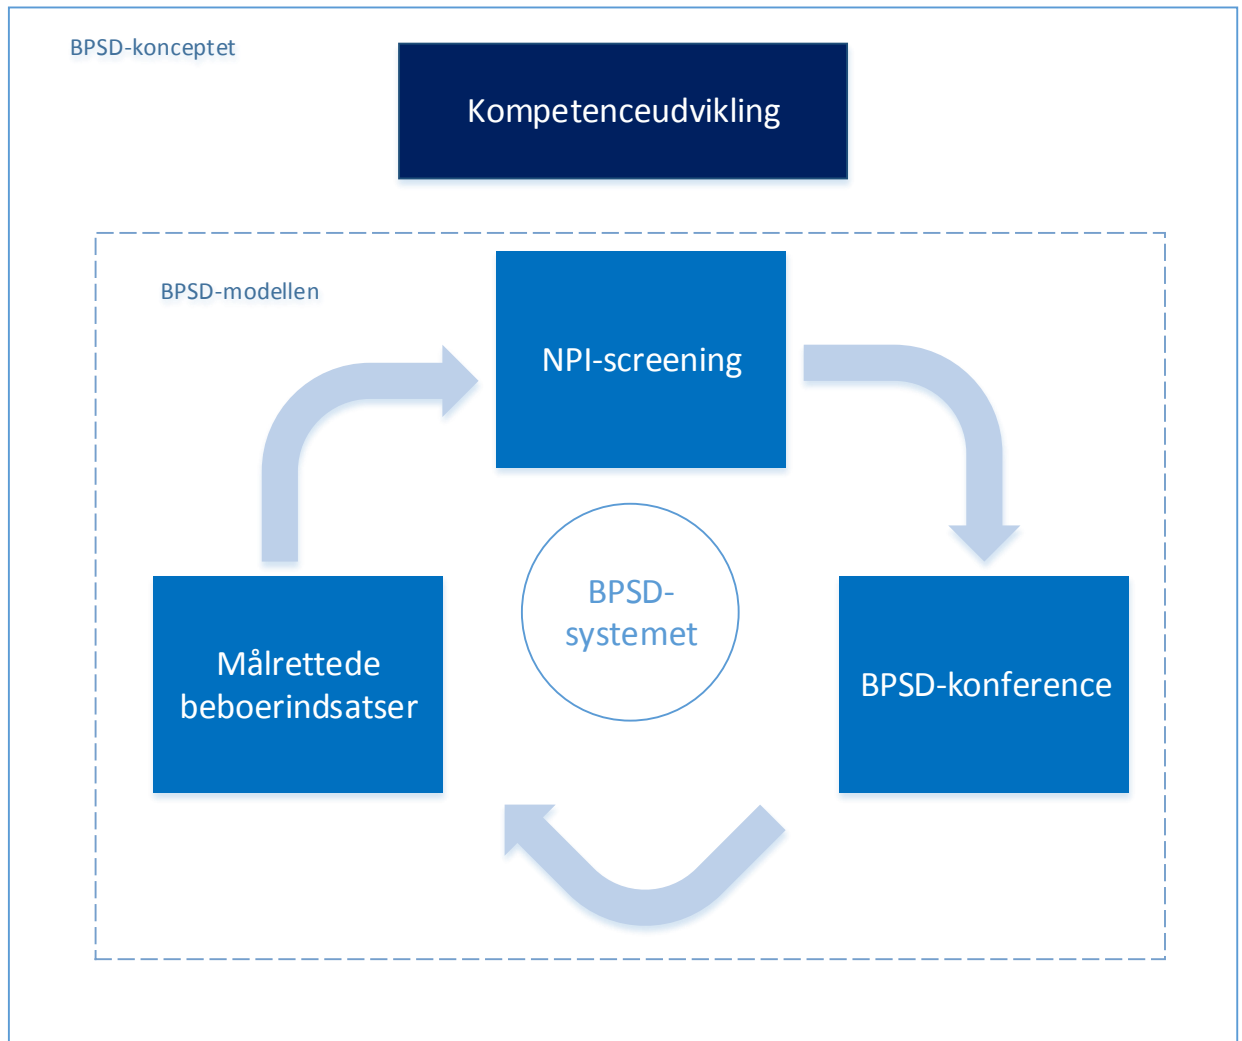 BPSD-konceptet
Kompetenceudvikling
BPSD-modellen
NPI-screening
BPSD-
systemet
Målrettede
beboerindsatser
BPSD-konference